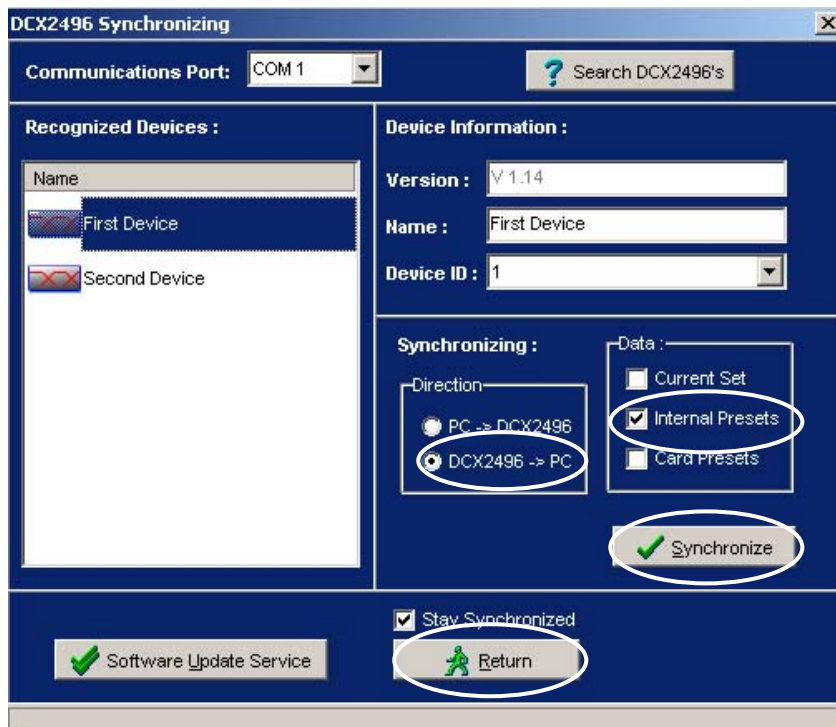 DCX2496 Synchronizing
Communications Port: COM 1
? Search DCX2496's
Recognized Devices :
Name
First Device
Second Device
Device Information :
Version : V 1.14
Name : First Device
Device ID : 1
Synchronizing :
Direction
PC -> DCX2496
DCX2496 -> PC
Data :
Current Set
Internal Presets
Card Presets
Synchronize
Stay Synchronized
Software Update Service
Return